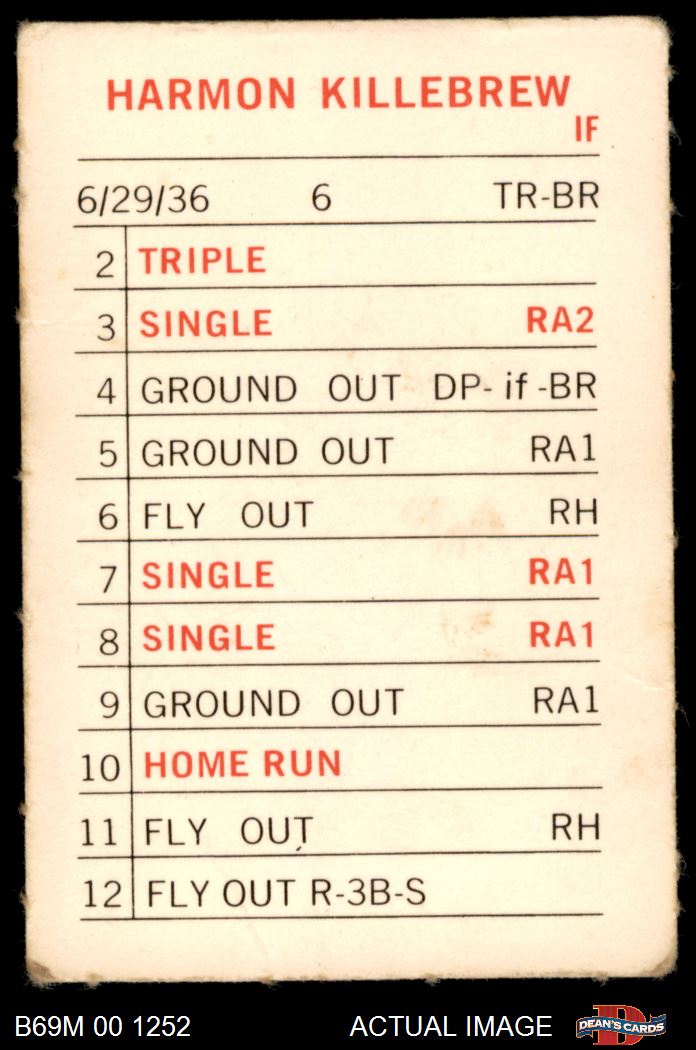 HARMON KILLEBREW
IF
6/29/36 6 TR-BR
2 TRIPLE
3 SINGLE RA2
4 GROUND OUT DP- if -BR
5 GROUND OUT RA1
6 FLY OUT RH
7 SINGLE RA1
8 SINGLE RA1
9 GROUND OUT RA1
10 HOME RUN
11 FLY OUT RH
12 FLY OUT R-3B-S
B69M 00 1252 ACTUAL IMAGE DEAN'S CARDS